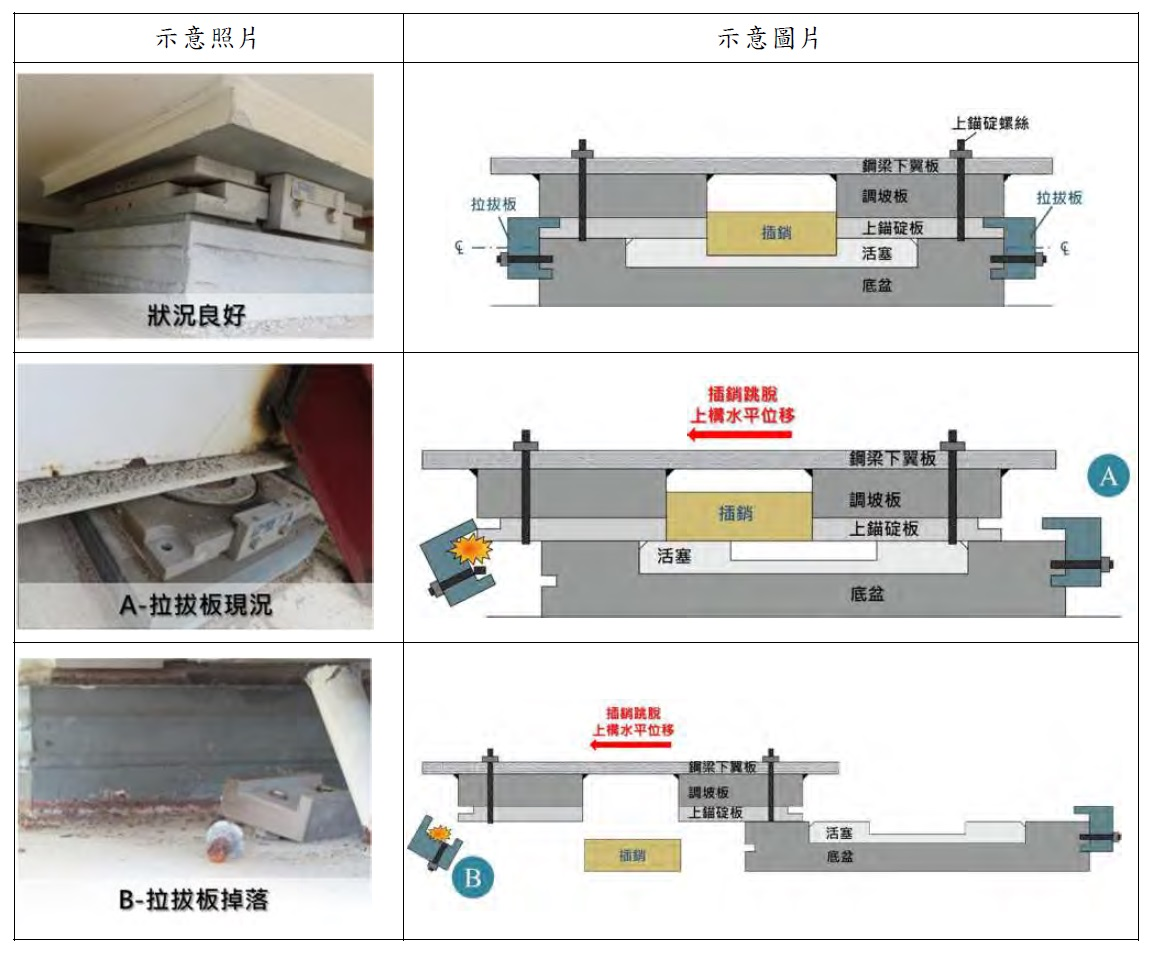 示意照片
示意圖片
狀況良好
上錨碇螺絲
鋼梁下翼板
調坡板
拉拔板
拉拔板
上錨碇板
插銷
℄
℄
活塞
底盆
A-拉拔板現況
插銷跳脫
上構水平位移
鋼梁下翼板
A
調坡板
插銷
上錨碇板
活塞
底盆
B-拉拔板掉落
插銷跳脫
上構水平位移
鋼梁下翼板
調坡板
上錨碇板
活塞
插銷
底盆
B